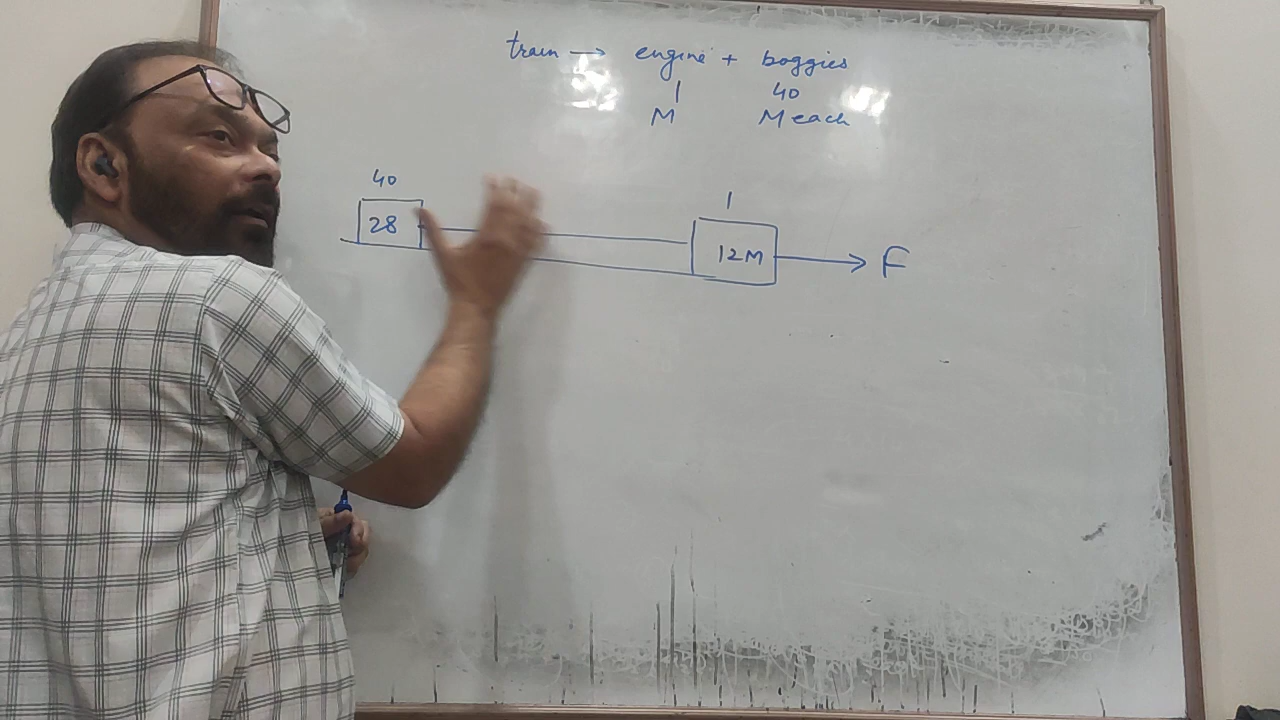 train → engine + boggies
1 40
M M each
40
1
28
12M
F